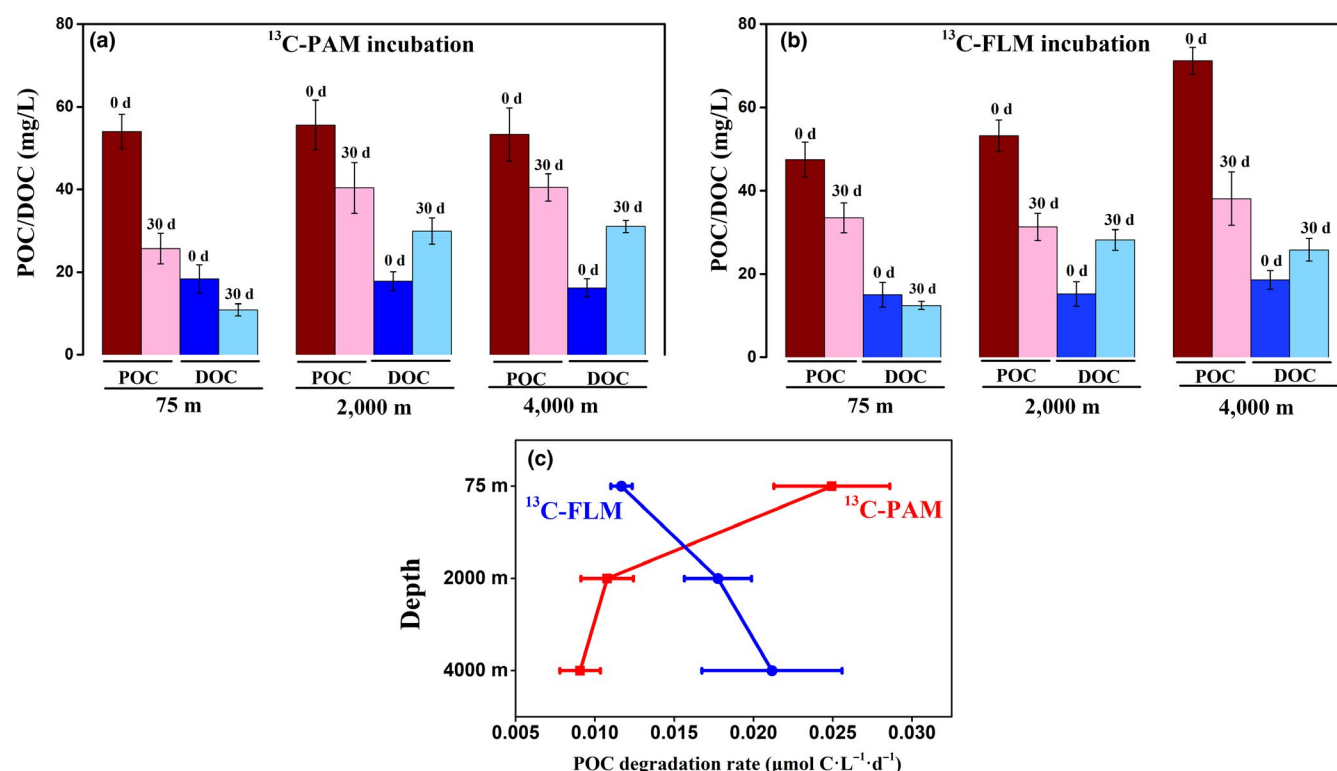 (a)
¹³C-PAM incubation
POC/DOC (mg/L)
80
60
40
20
0
0 d
30 d
0 d
30 d
0 d
30 d
0 d
30 d
0 d
30 d
0 d
30 d
POC DOC POC DOC POC DOC
75 m 2,000 m 4,000 m
(b)
¹³C-FLM incubation
POC/DOC (mg/L)
80
60
40
20
0
0 d
30 d
0 d
30 d
0 d
30 d
0 d
30 d
0 d
30 d
0 d
30 d
POC DOC POC DOC POC DOC
75 m 2,000 m 4,000 m
(c)
Depth
75 m
2000 m
4000 m
¹³C-FLM
¹³C-PAM
0.005 0.010 0.015 0.020 0.025 0.030
POC degradation rate (µmol C·L⁻¹·d⁻¹)